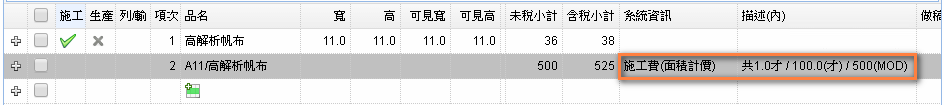 施工 生產 列/輸 項次 品名 寬 高 可見寬 可見高 未稅小計 含稅小計 系統資訊 描述(內) 做稿
1 高解析帆布 11.0 11.0 11.0 11.0 36 38
2 A11/高解析帆布 500 525 施工費(面積計價) 共1.0才 / 100.0(才) / 500(MOD)